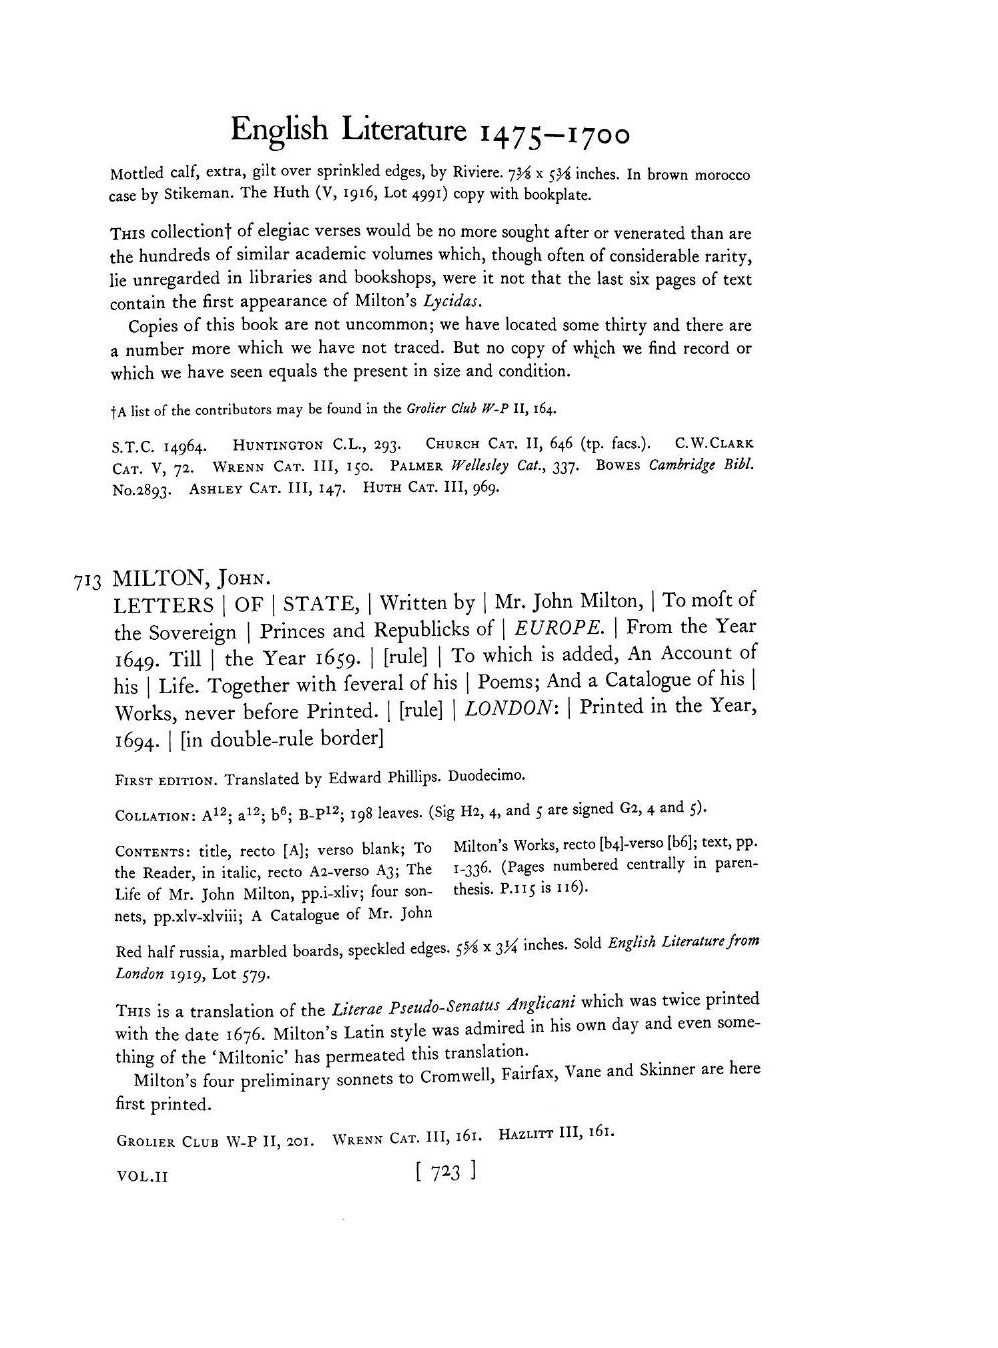 English Literature 1475—1700
Mottled calf, extra, gilt over sprinkled edges, by Riviere. 7⅜ x 5⅜ inches. In brown morocco
case by Stikeman. The Huth (V, 1916, Lot 4991) copy with bookplate.
This collection† of elegiac verses would be no more sought after or venerated than are
the hundreds of similar academic volumes which, though often of considerable rarity,
lie unregarded in libraries and bookshops, were it not that the last six pages of text
contain the first appearance of Milton's Lycidas.
Copies of this book are not uncommon; we have located some thirty and there are
a number more which we have not traced. But no copy of which we find record or
which we have seen equals the present in size and condition.
†A list of the contributors may be found in the Grolier Club W-P II, 164.
S.T.C. 14964. Huntington C.L., 293. Church Cat. II, 646 (tp. facs.). C.W.Clark
Cat. V, 72. Wrenn Cat. III, 150. Palmer Wellesley Cat., 337. Bowes Cambridge Bibl.
No.2893. Ashley Cat. III, 147. Huth Cat. III, 969.
713 MILTON, John.
LETTERS | OF | STATE, | Written by | Mr. John Milton, | To moſt of
the Sovereign | Princes and Republicks of | EUROPE. | From the Year
1649. Till | the Year 1659. | [rule] | To which is added, An Account of
his | Life. Together with ſeveral of his | Poems; And a Catalogue of his |
Works, never before Printed. | [rule] | LONDON: | Printed in the Year,
1694. | [in double-rule border]
First edition. Translated by Edward Phillips. Duodecimo.
Collation: A¹²; a¹²; b⁶; B-P¹²; 198 leaves. (Sig H2, 4, and 5 are signed G2, 4 and 5).
Contents: title, recto [A]; verso blank; To
the Reader, in italic, recto A2-verso A3; The
Life of Mr. John Milton, pp.i-xliv; four son-
nets, pp.xlv-xlviii; A Catalogue of Mr. John
Milton's Works, recto [b4]-verso [b6]; text, pp.
1-336. (Pages numbered centrally in paren-
thesis. P.115 is 116).
Red half russia, marbled boards, speckled edges. 5⅝ x 3¼ inches. Sold English Literature from
London 1919, Lot 579.
This is a translation of the Literae Pseudo-Senatus Anglicani which was twice printed
with the date 1676. Milton's Latin style was admired in his own day and even some-
thing of the 'Miltonic' has permeated this translation.
Milton's four preliminary sonnets to Cromwell, Fairfax, Vane and Skinner are here
first printed.
Grolier Club W-P II, 201. Wrenn Cat. III, 161. Hazlitt III, 161.
VOL.II [ 723 ]